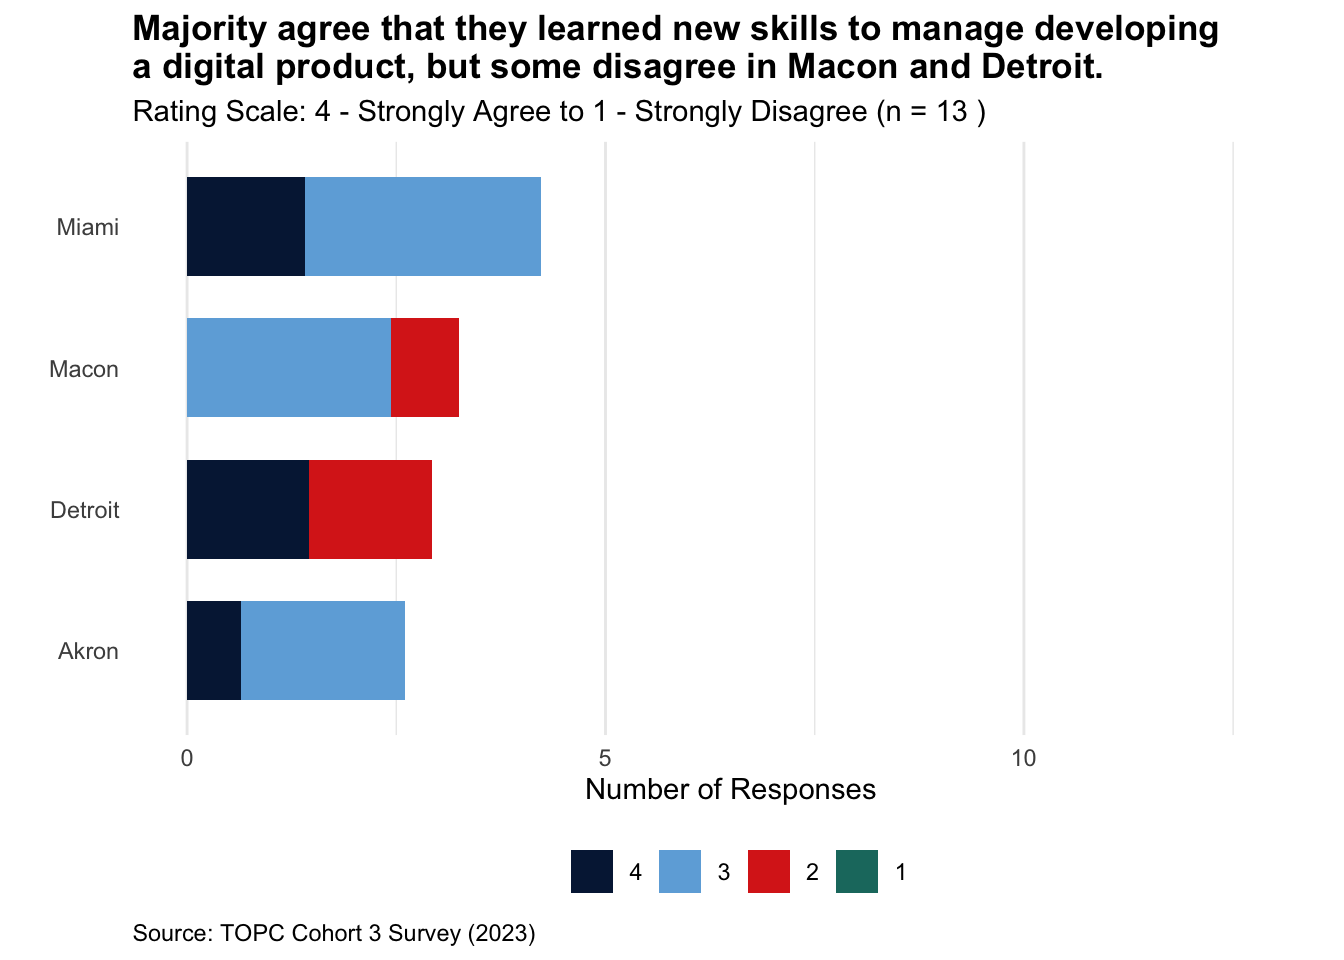 Majority agree that they learned new skills to manage developing
a digital product, but some disagree in Macon and Detroit.
Rating Scale: 4 - Strongly Agree to 1 - Strongly Disagree (n = 13 )
Miami
Macon
Detroit
Akron
0 5 10
Number of Responses
4 3 2 1
Source: TOPC Cohort 3 Survey (2023)